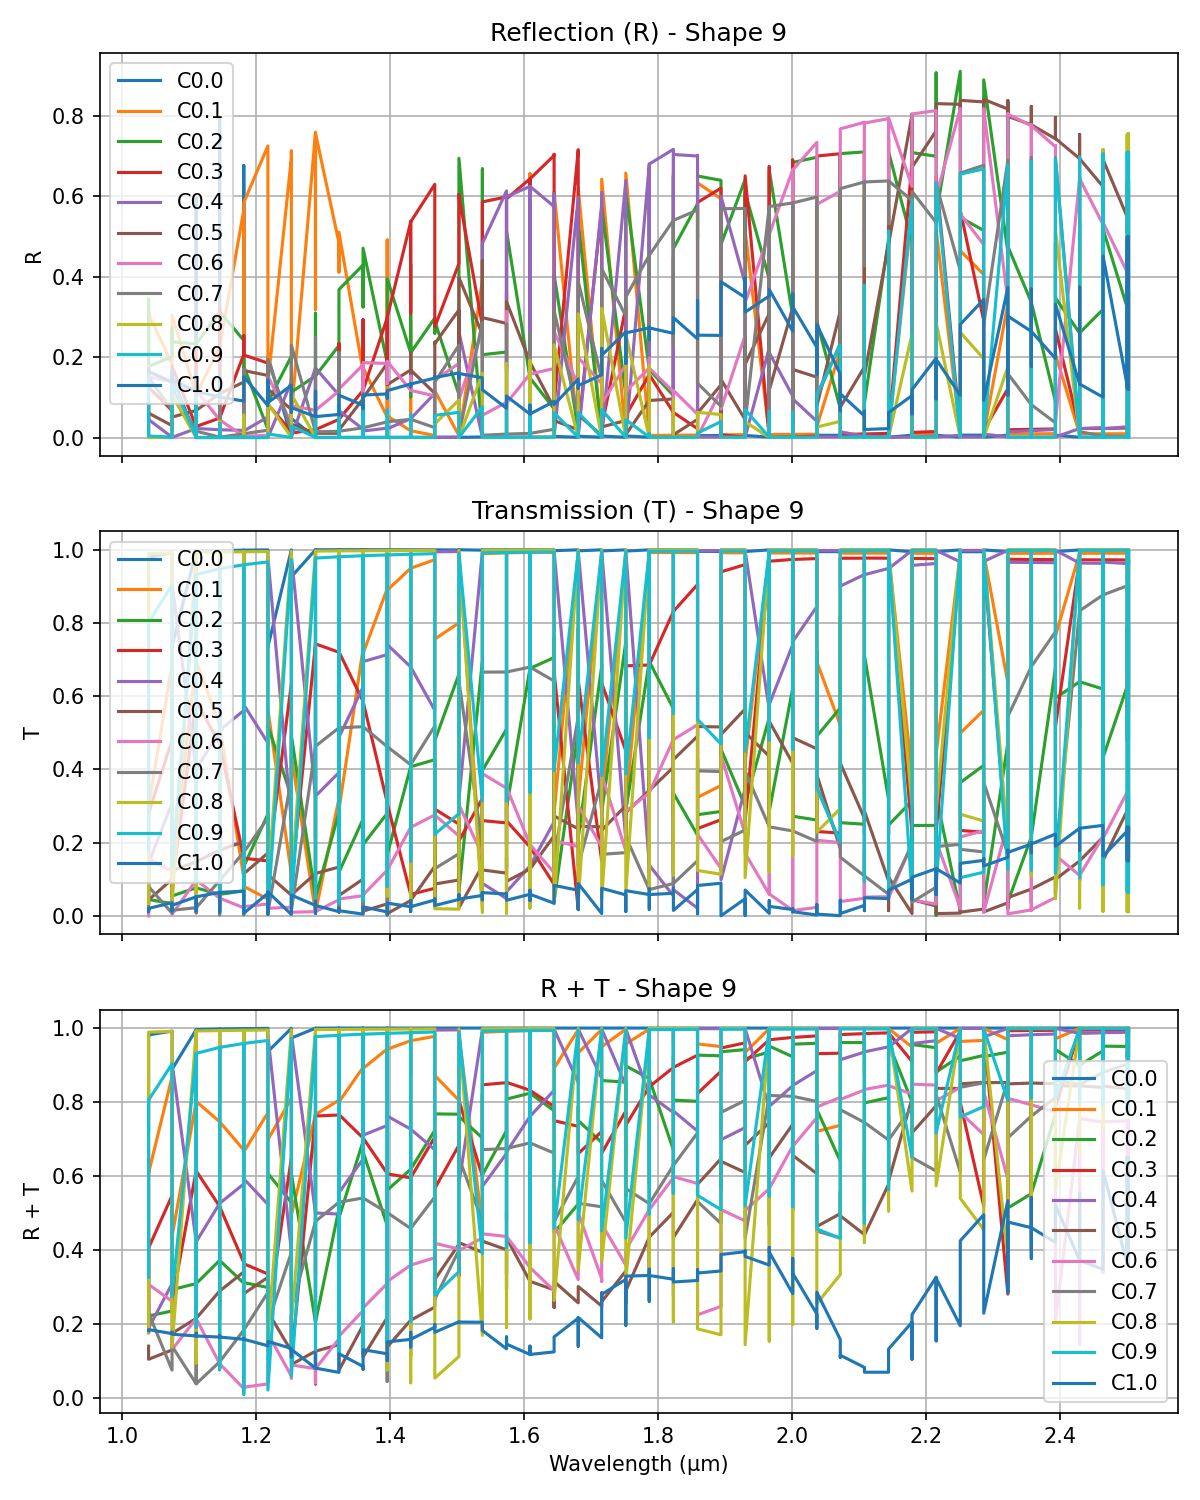 Reflection (R) - Shape 9
R
0.8
0.6
0.4
0.2
0.0
C0.0
C0.1
C0.2
C0.3
C0.4
C0.5
C0.6
C0.7
C0.8
C0.9
C1.0
Transmission (T) - Shape 9
T
1.0
0.8
0.6
0.4
0.2
0.0
C0.0
C0.1
C0.2
C0.3
C0.4
C0.5
C0.6
C0.7
C0.8
C0.9
C1.0
R + T - Shape 9
R + T
1.0
0.8
0.6
0.4
0.2
0.0
C0.0
C0.1
C0.2
C0.3
C0.4
C0.5
C0.6
C0.7
C0.8
C0.9
C1.0
1.0 1.2 1.4 1.6 1.8 2.0 2.2 2.4
Wavelength (μm)